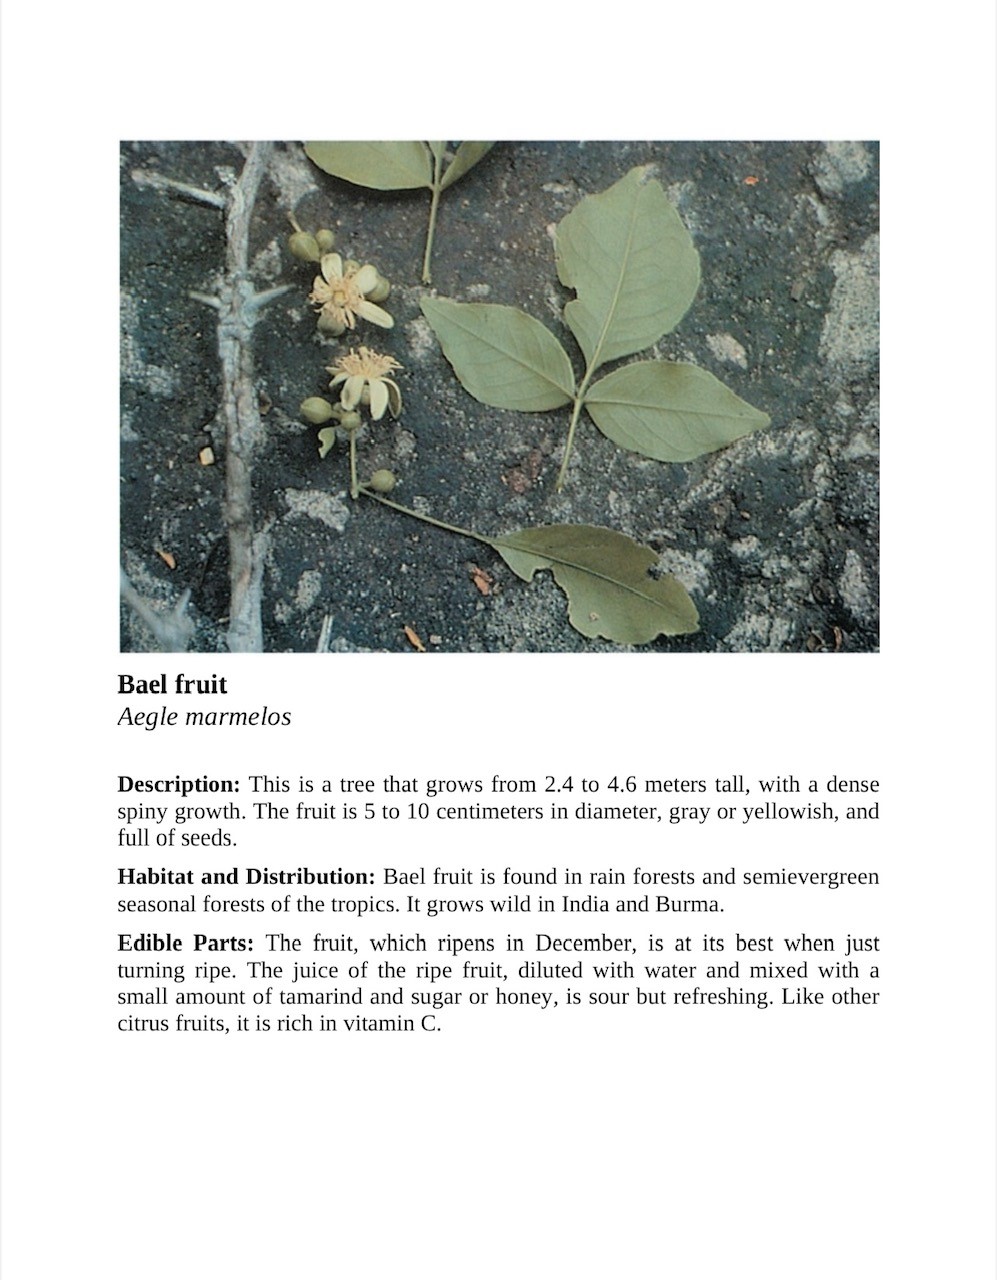 Bael fruit
Aegle marmelos
Description: This is a tree that grows from 2.4 to 4.6 meters tall, with a dense
spiny growth. The fruit is 5 to 10 centimeters in diameter, gray or yellowish, and
full of seeds.
Habitat and Distribution: Bael fruit is found in rain forests and semievergreen
seasonal forests of the tropics. It grows wild in India and Burma.
Edible Parts: The fruit, which ripens in December, is at its best when just
turning ripe. The juice of the ripe fruit, diluted with water and mixed with a
small amount of tamarind and sugar or honey, is sour but refreshing. Like other
citrus fruits, it is rich in vitamin C.